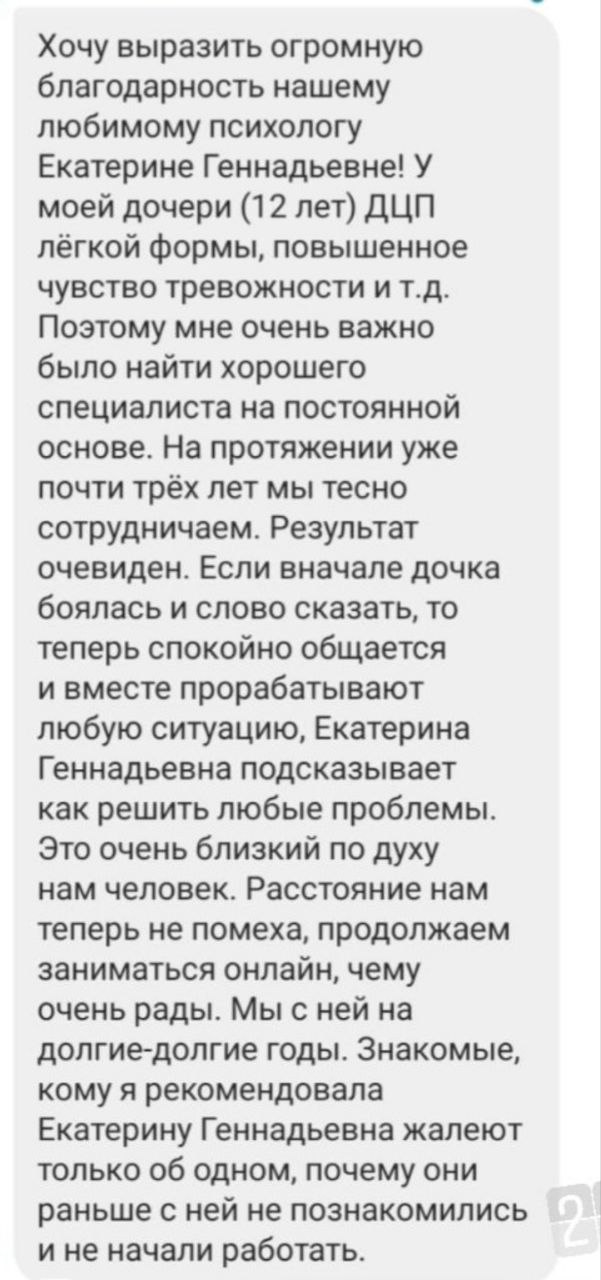 Хочу выразить огромную
благодарность нашему
любимому психологу
Екатерине Геннадьевне! У
моей дочери (12 лет) ДЦП
лёгкой формы, повышенное
чувство тревожности и т.д.
Поэтому мне очень важно
было найти хорошего
специалиста на постоянной
основе. На протяжении уже
почти трёх лет мы тесно
сотрудничаем. Результат
очевиден. Если вначале дочка
боялась и слово сказать, то
теперь спокойно общается
и вместе прорабатывают
любую ситуацию, Екатерина
Геннадьевна подсказывает
как решить любые проблемы.
Это очень близкий по духу
нам человек. Расстояние нам
теперь не помеха, продолжаем
заниматься онлайн, чему
очень рады. Мы с ней на
долгие-долгие годы. Знакомые,
кому я рекомендовала
Екатерину Геннадьевна жалеют
только об одном, почему они
раньше с ней не познакомились
и не начали работать.
2